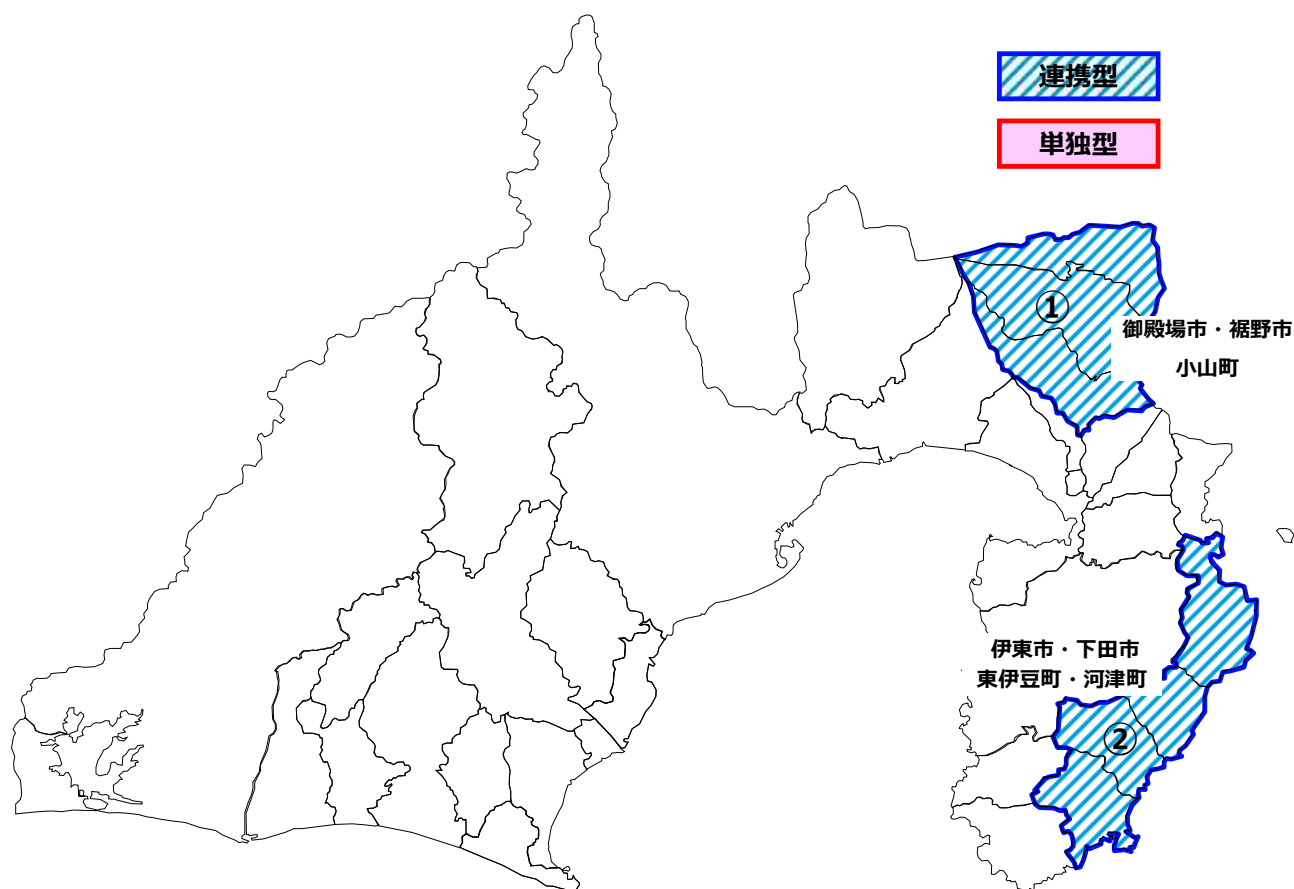 連携型
単独型
①
御殿場市・裾野市
小山町
伊東市・下田市
東伊豆町・河津町
②